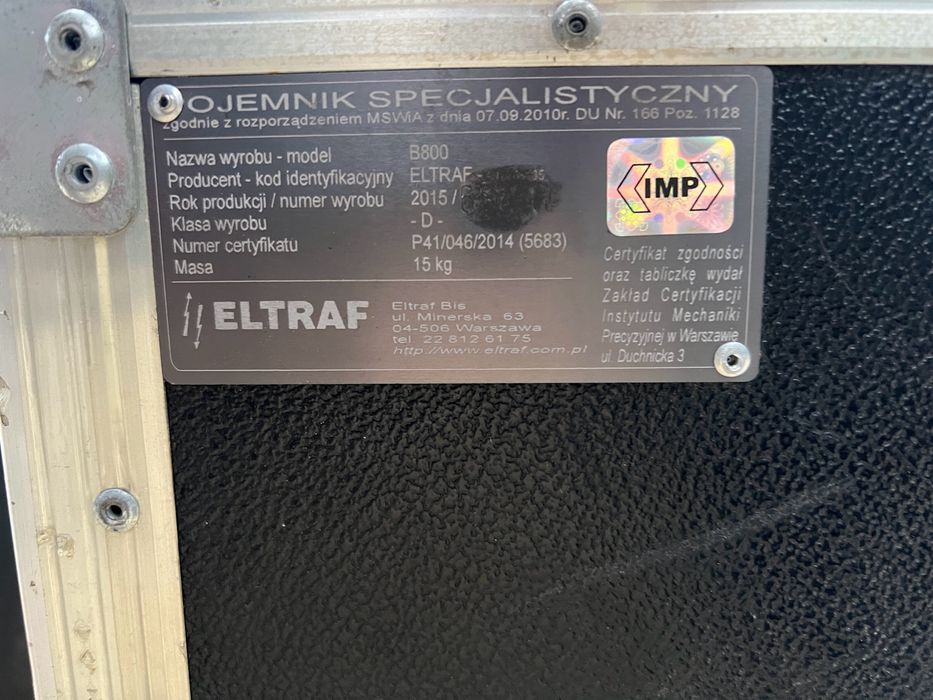 POJEMNIK SPECJALISTYCZNY
zgodnie z rozporządzeniem MSWiA z dnia 07.09.2010r. DU Nr. 166 Poz. 1128
Nazwa wyrobu - model B800
Producent - kod identyfikacyjny ELTRAF
Rok produkcji / numer wyrobu 2015 /
Klasa wyrobu - D -
Numer certyfikatu P41/046/2014 (5683)
Masa 15 kg
IMP
Certyfikat zgodności
oraz tabliczkę wydał
Zakład Certyfikacji
Instytutu Mechaniki
Precyzyjnej w Warszawie
ul. Duchnicka 3
ELTRAF
Eltraf Bis
ul. Minerska 63
04-506 Warszawa
tel. 22 812 61 75
http://www.eltraf.com.pl